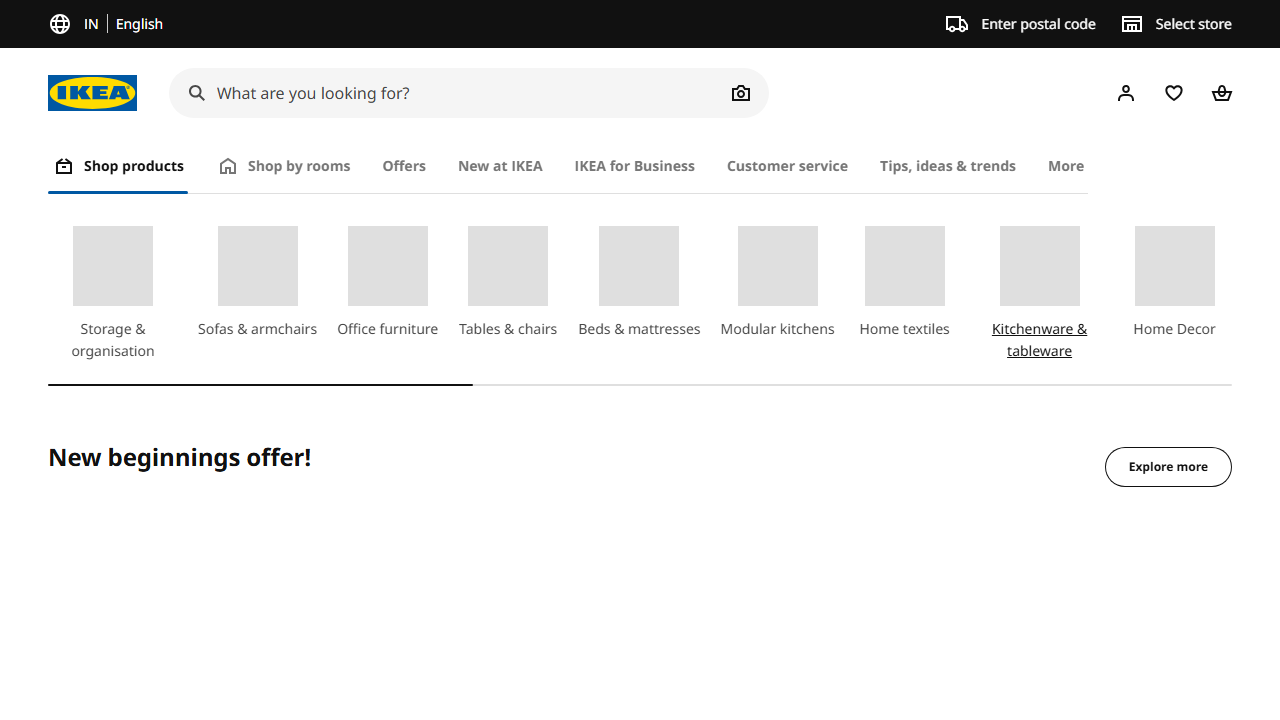 IN English
Enter postal code
Select store
IKEA
What are you looking for?
Shop products
Shop by rooms
Offers
New at IKEA
IKEA for Business
Customer service
Tips, ideas & trends
More
Storage &
organisation
Sofas & armchairs
Office furniture
Tables & chairs
Beds & mattresses
Modular kitchens
Home textiles
Kitchenware &
tableware
Home Decor
New beginnings offer!
Explore more